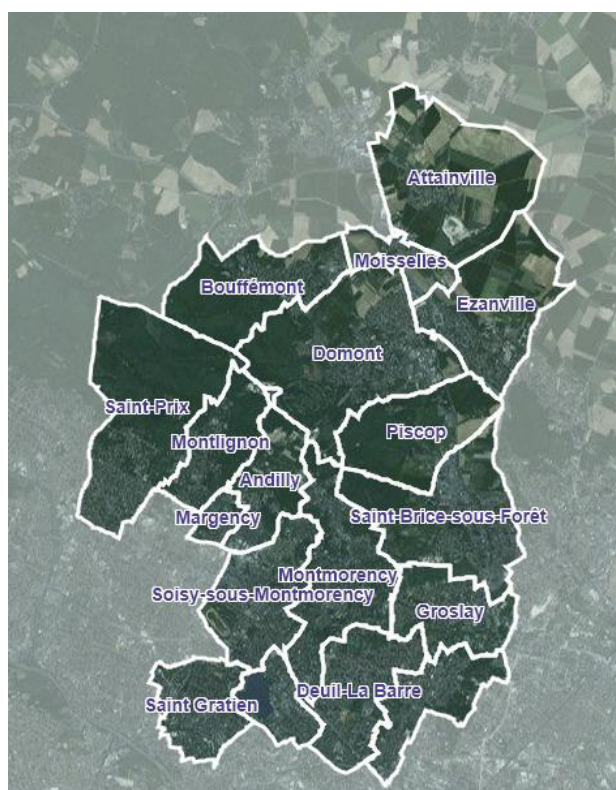 Attainville
Moisselles
Bouffémont
Ezanville
Domont
Saint-Prix
Piscop
Montlignon
Andilly
Margency
Saint-Brice-sous-Forêt
Montmorency
Soisy-sous-Montmorency
Groslay
Deuil-La Barre
Saint Gratien